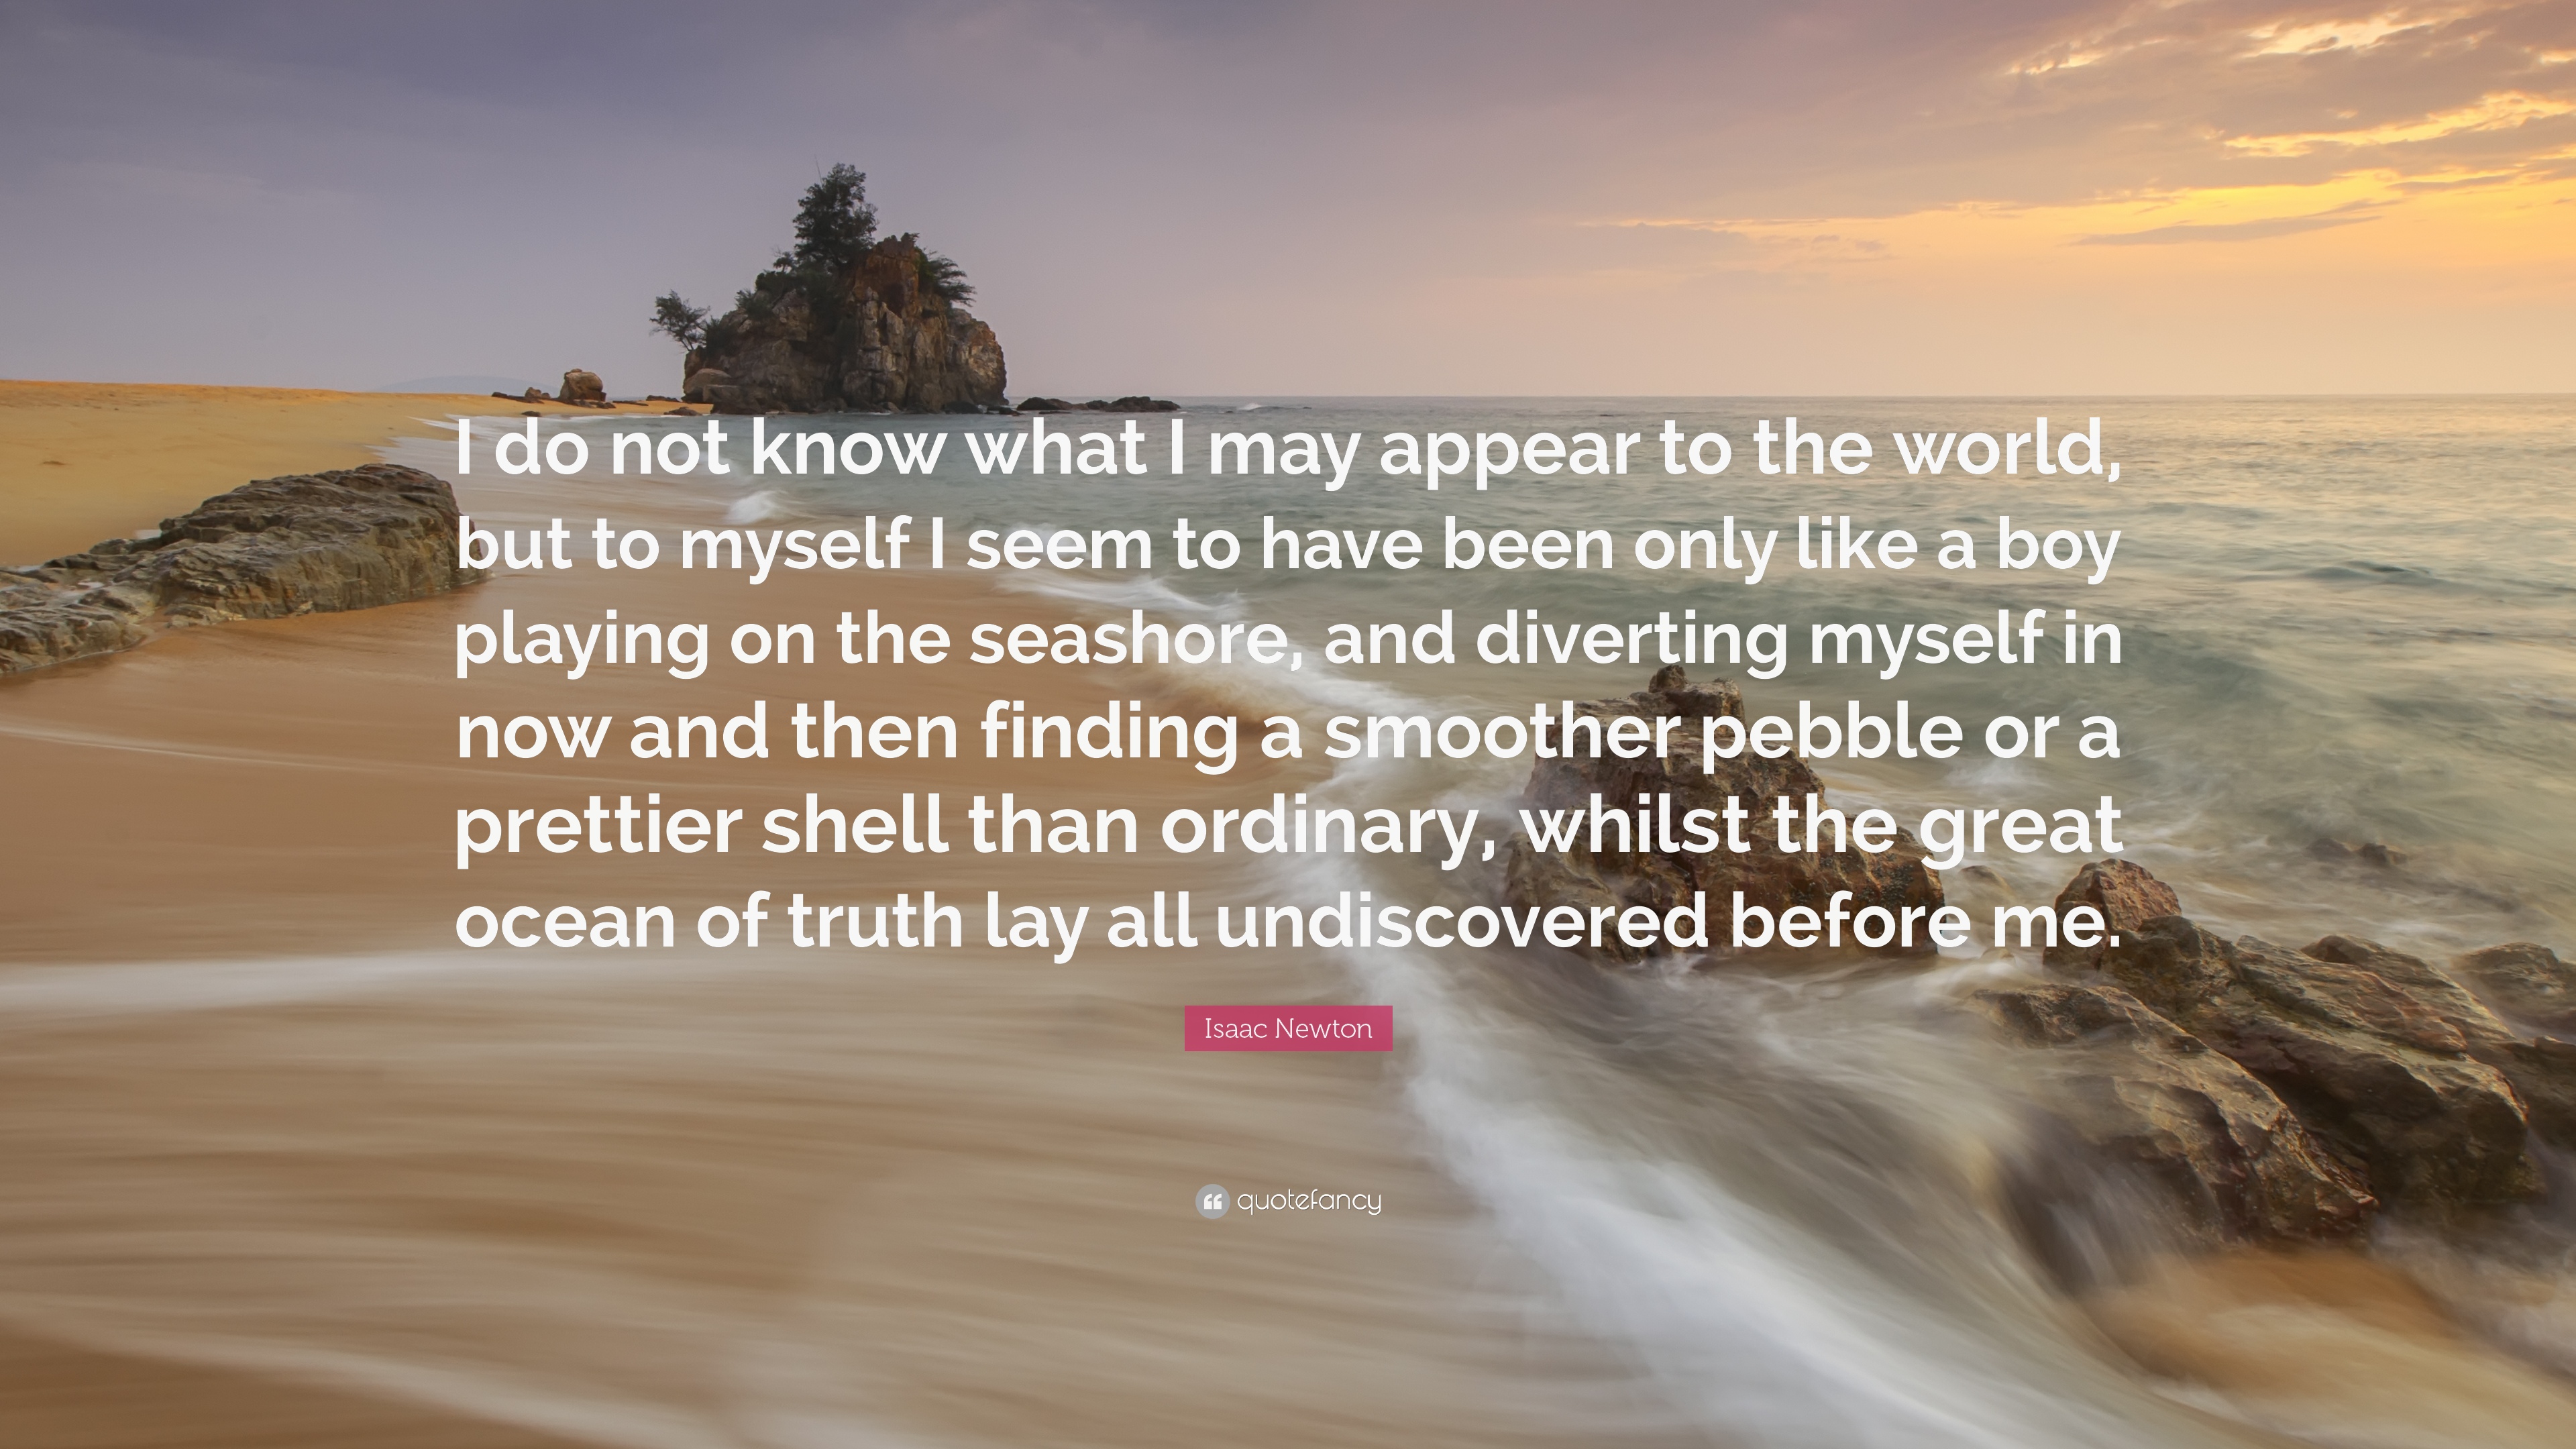 I do not know what I may appear to the world,
but to myself I seem to have been only like a boy
playing on the seashore, and diverting myself in
now and then finding a smoother pebble or a
prettier shell than ordinary, whilst the great
ocean of truth lay all undiscovered before me.
Isaac Newton
quotefancy